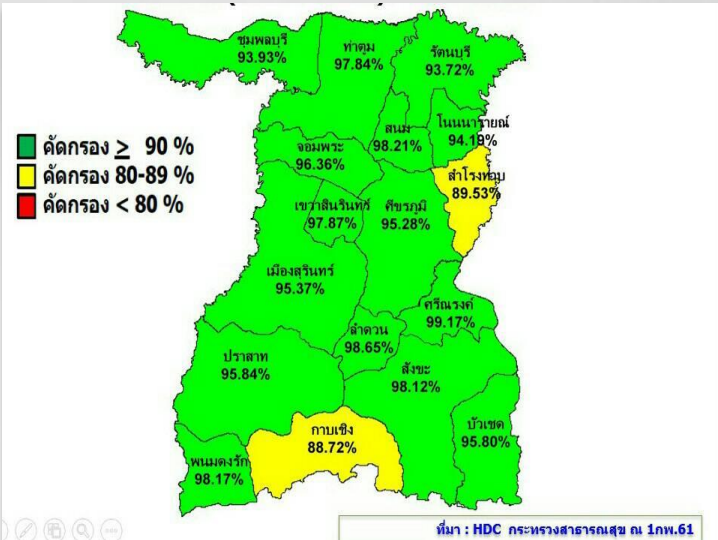 ชุมพลบุรี
93.93%
ท่าตูม
97.84%
รัตนบุรี
93.72%
คัดกรอง ≥ 90 %
คัดกรอง 80-89 %
คัดกรอง < 80 %
สนม
98.21%
โนนนารายณ์
94.19%
จอมพระ
96.36%
สำโรงทาบ
89.53%
เขวาสินรินทร์
97.87%
ศีขรภูมิ
95.28%
เมืองสุรินทร์
95.37%
ศรีณรงค์
99.17%
ลำดวน
98.65%
ปราสาท
95.84%
สังขะ
98.12%
กาบเชิง
88.72%
บัวเชด
95.80%
พนมดงรัก
98.17%
ที่มา : HDC กระทรวงสาธารณสุข ณ 1กพ.61